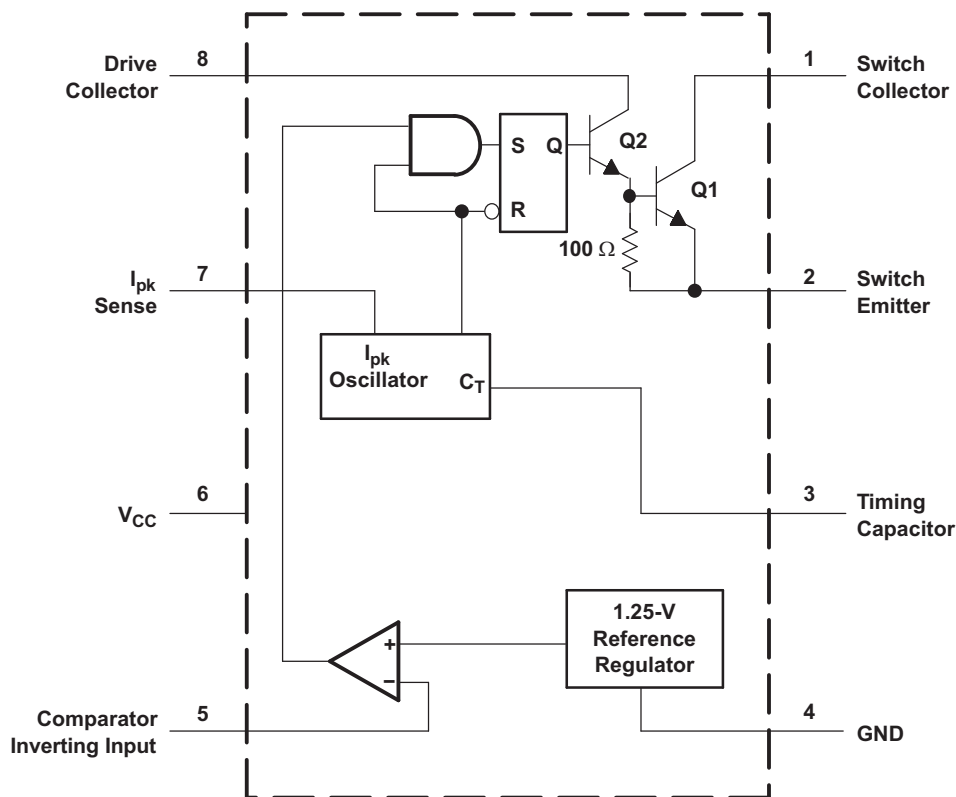 Drive
Collector
8
1
Switch
Collector
S
Q
Q2
R
Q1
100 Ω
Ipk
Sense
7
2
Switch
Emitter
Ipk
Oscillator
CT
VCC
6
3
Timing
Capacitor
1.25-V
Reference
Regulator
+
−
Comparator
Inverting Input
5
4
GND